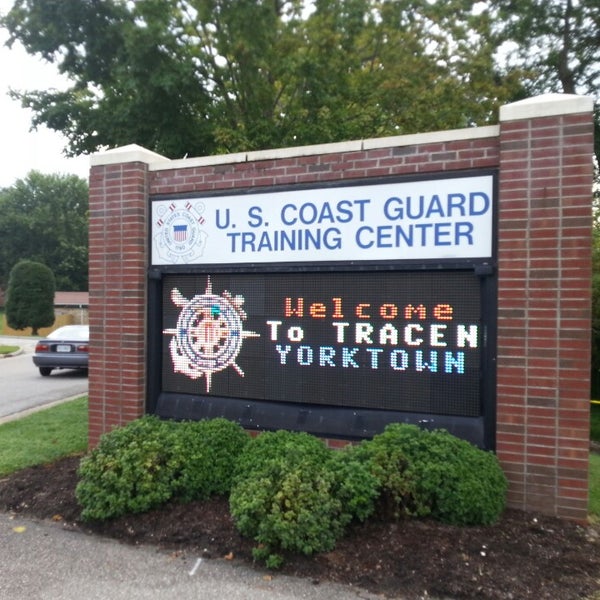 U. S. COAST GUARD
TRAINING CENTER
Welcome
To TRACEN
YORKTOWN